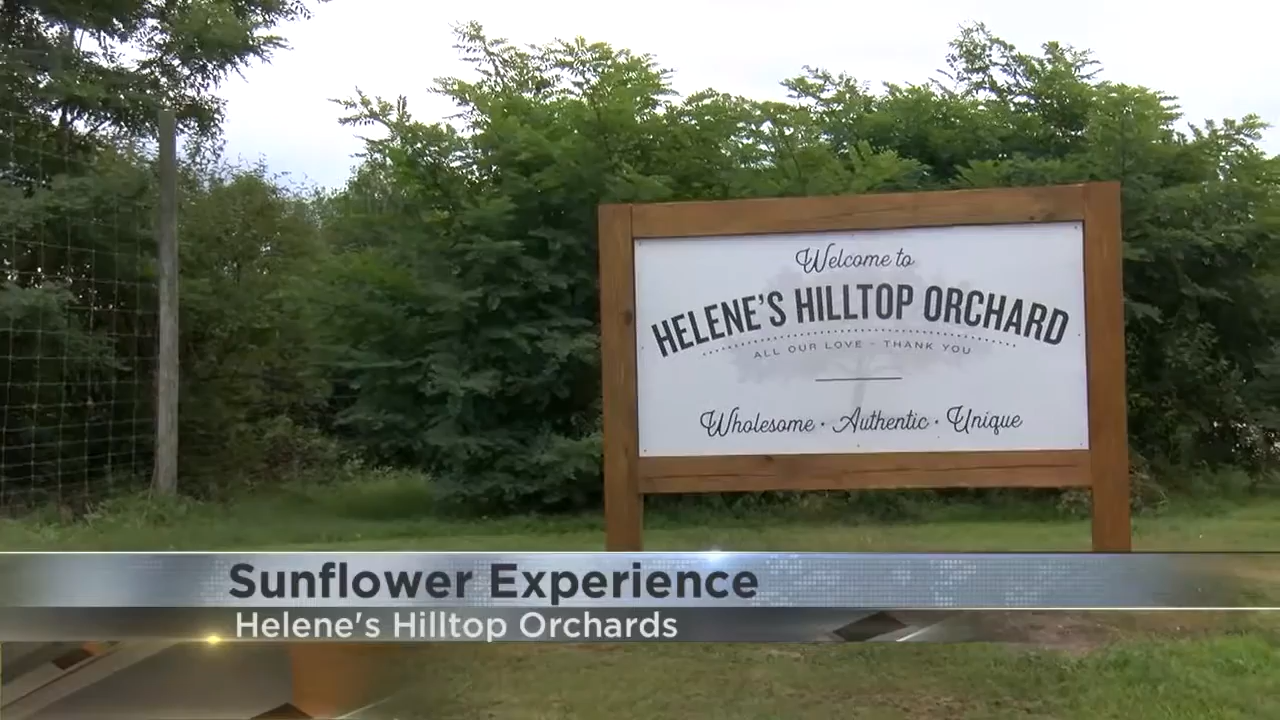 Welcome to
HELENE'S HILLTOP ORCHARD
ALL OUR LOVE - THANK YOU
Wholesome · Authentic · Unique
Sunflower Experience
Helene's Hilltop Orchards